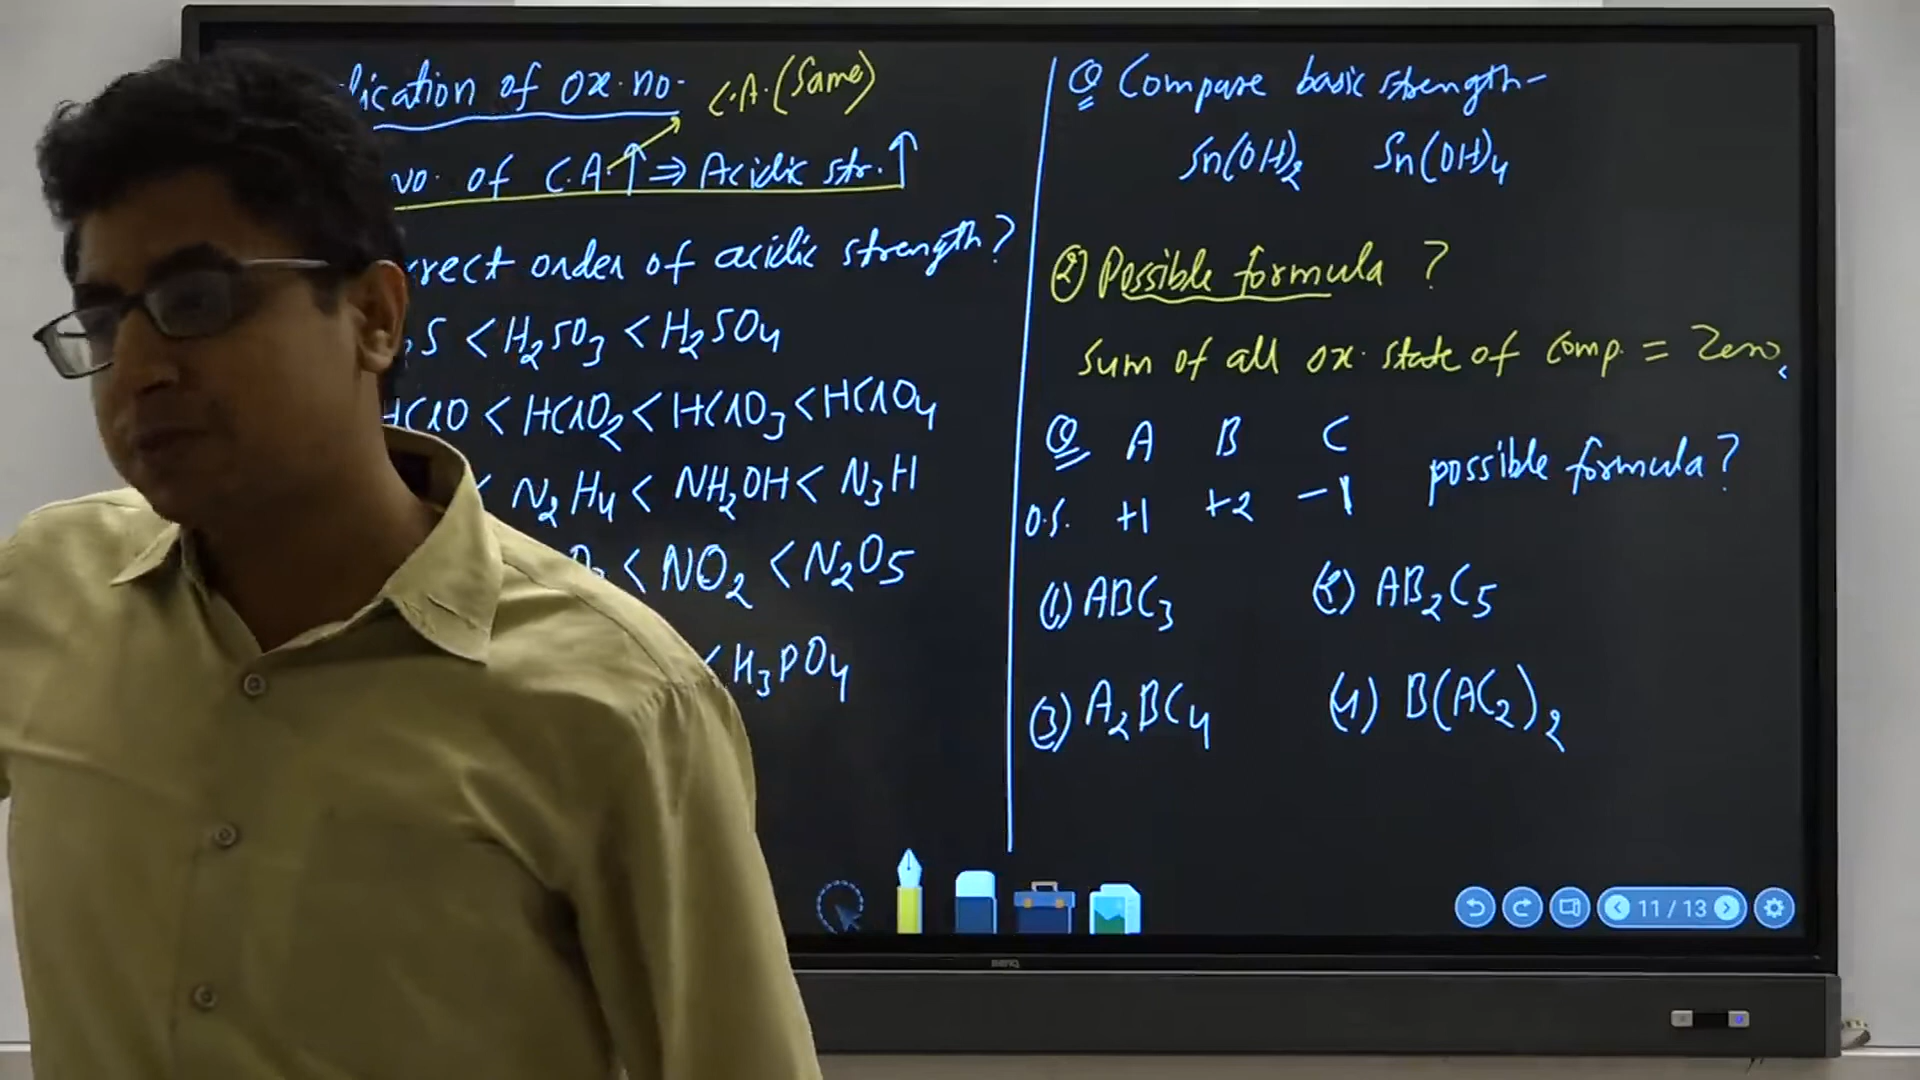 lication of ox. no.
C.A. (Same)
no. of C.A. ↑ ⇒ Acidic str. ↑
rrect order of acidic strength?
S < H₂SO₃ < H₂SO₄
HClO < HClO₂ < HClO₃ < HClO₄
< N₂H₄ < NH₂OH < N₃H
< NO₂ < N₂O₅
< H₃PO₄
Q Compare basic strength-
Sn(OH)₂ Sn(OH)₄
(2) Possible formula ?
Sum of all ox. state of comp. = Zero
Q A B C possible formula?
O.S. +1 +2 -1
(1) ABC₃ (2) AB₂C₅
(3) A₂BC₄ (4) B(AC₂)₂
11 / 13
BenQ